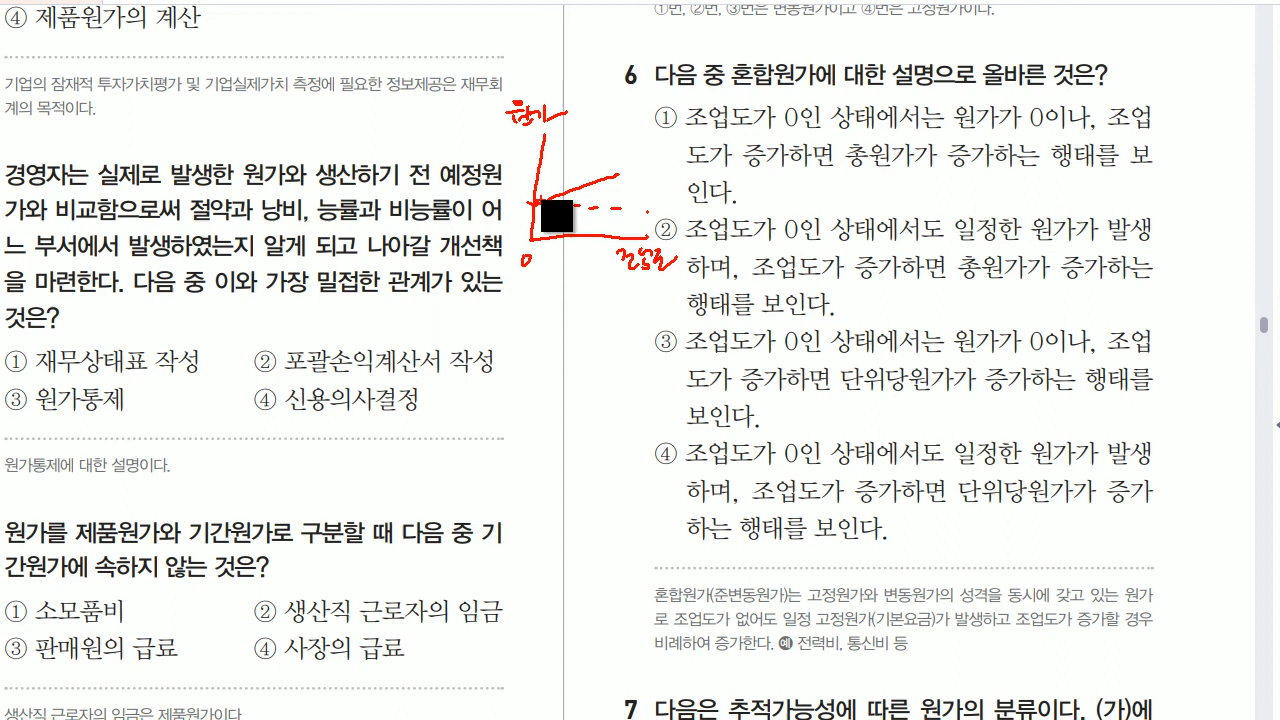 ④ 제품원가의 계산
기업의 잠재적 투자가치평가 및 기업실제가치 측정에 필요한 정보제공은 재무회
계의 목적이다.
경영자는 실제로 발생한 원가와 생산하기 전 예정원
가와 비교함으로써 절약과 낭비, 능률과 비능률이 어
느 부서에서 발생하였는지 알게 되고 나아갈 개선책
을 마련한다. 다음 중 이와 가장 밀접한 관계가 있는
것은?
① 재무상태표 작성 ② 포괄손익계산서 작성
③ 원가통제 ④ 신용의사결정
원가통제에 대한 설명이다.
원가를 제품원가와 기간원가로 구분할 때 다음 중 기
간원가에 속하지 않는 것은?
① 소모품비 ② 생산직 근로자의 임금
③ 판매원의 급료 ④ 사장의 급료
생산직 근로자의 임금은 제품원가이다
원가
0
조업도
①번, ②번, ③번은 변동원가이고 ④번은 고정원가이다.
6 다음 중 혼합원가에 대한 설명으로 올바른 것은?
① 조업도가 0인 상태에서는 원가가 0이나, 조업
도가 증가하면 총원가가 증가하는 행태를 보
인다.
② 조업도가 0인 상태에서도 일정한 원가가 발생
하며, 조업도가 증가하면 총원가가 증가하는
행태를 보인다.
③ 조업도가 0인 상태에서는 원가가 0이나, 조업
도가 증가하면 단위당원가가 증가하는 행태를
보인다.
④ 조업도가 0인 상태에서도 일정한 원가가 발생
하며, 조업도가 증가하면 단위당원가가 증가
하는 행태를 보인다.
혼합원가(준변동원가)는 고정원가와 변동원가의 성격을 동시에 갖고 있는 원가
로 조업도가 없어도 일정 고정원가(기본요금)가 발생하고 조업도가 증가할 경우
비례하여 증가한다. 예 전력비, 통신비 등
7 다음은 추적가능성에 따른 원가의 분류이다. (가)에